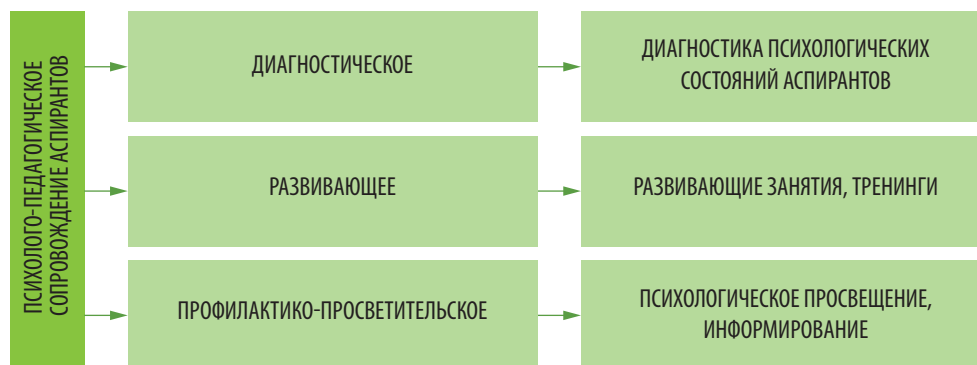 ПСИХОЛОГО-ПЕДАГОГИЧЕСКОЕ
СОПРОВОЖДЕНИЕ АСПИРАНТОВ
ДИАГНОСТИЧЕСКОЕ
ДИАГНОСТИКА ПСИХОЛОГИЧЕСКИХ
СОСТОЯНИЙ АСПИРАНТОВ
РАЗВИВАЮЩЕЕ
РАЗВИВАЮЩИЕ ЗАНЯТИЯ, ТРЕНИНГИ
ПРОФИЛАКТИКО-ПРОСВЕТИТЕЛЬСКОЕ
ПСИХОЛОГИЧЕСКОЕ ПРОСВЕЩЕНИЕ,
ИНФОРМИРОВАНИЕ